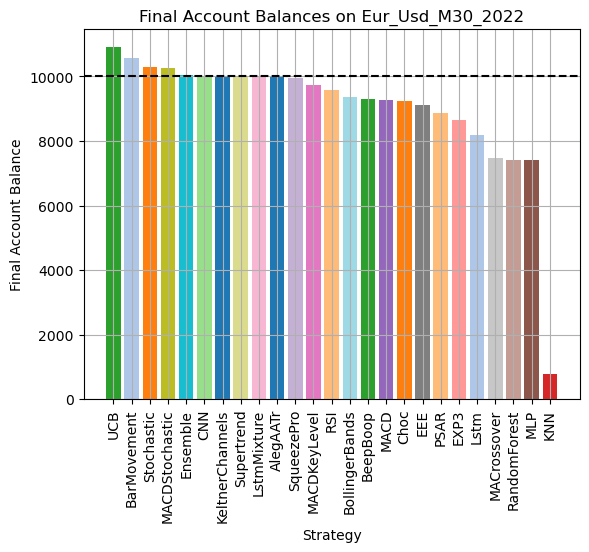 Final Account Balances on Eur_Usd_M30_2022
Final Account Balance
10000
8000
6000
4000
2000
0
UCB
BarMovement
Stochastic
MACDStochastic
Ensemble
CNN
KeltnerChannels
Supertrend
LstmMixture
AlegAATr
SqueezePro
MACDKeyLevel
RSI
BollingerBands
BeepBoop
MACD
Choc
EEE
PSAR
EXP3
Lstm
MACrossover
RandomForest
MLP
KNN
Strategy